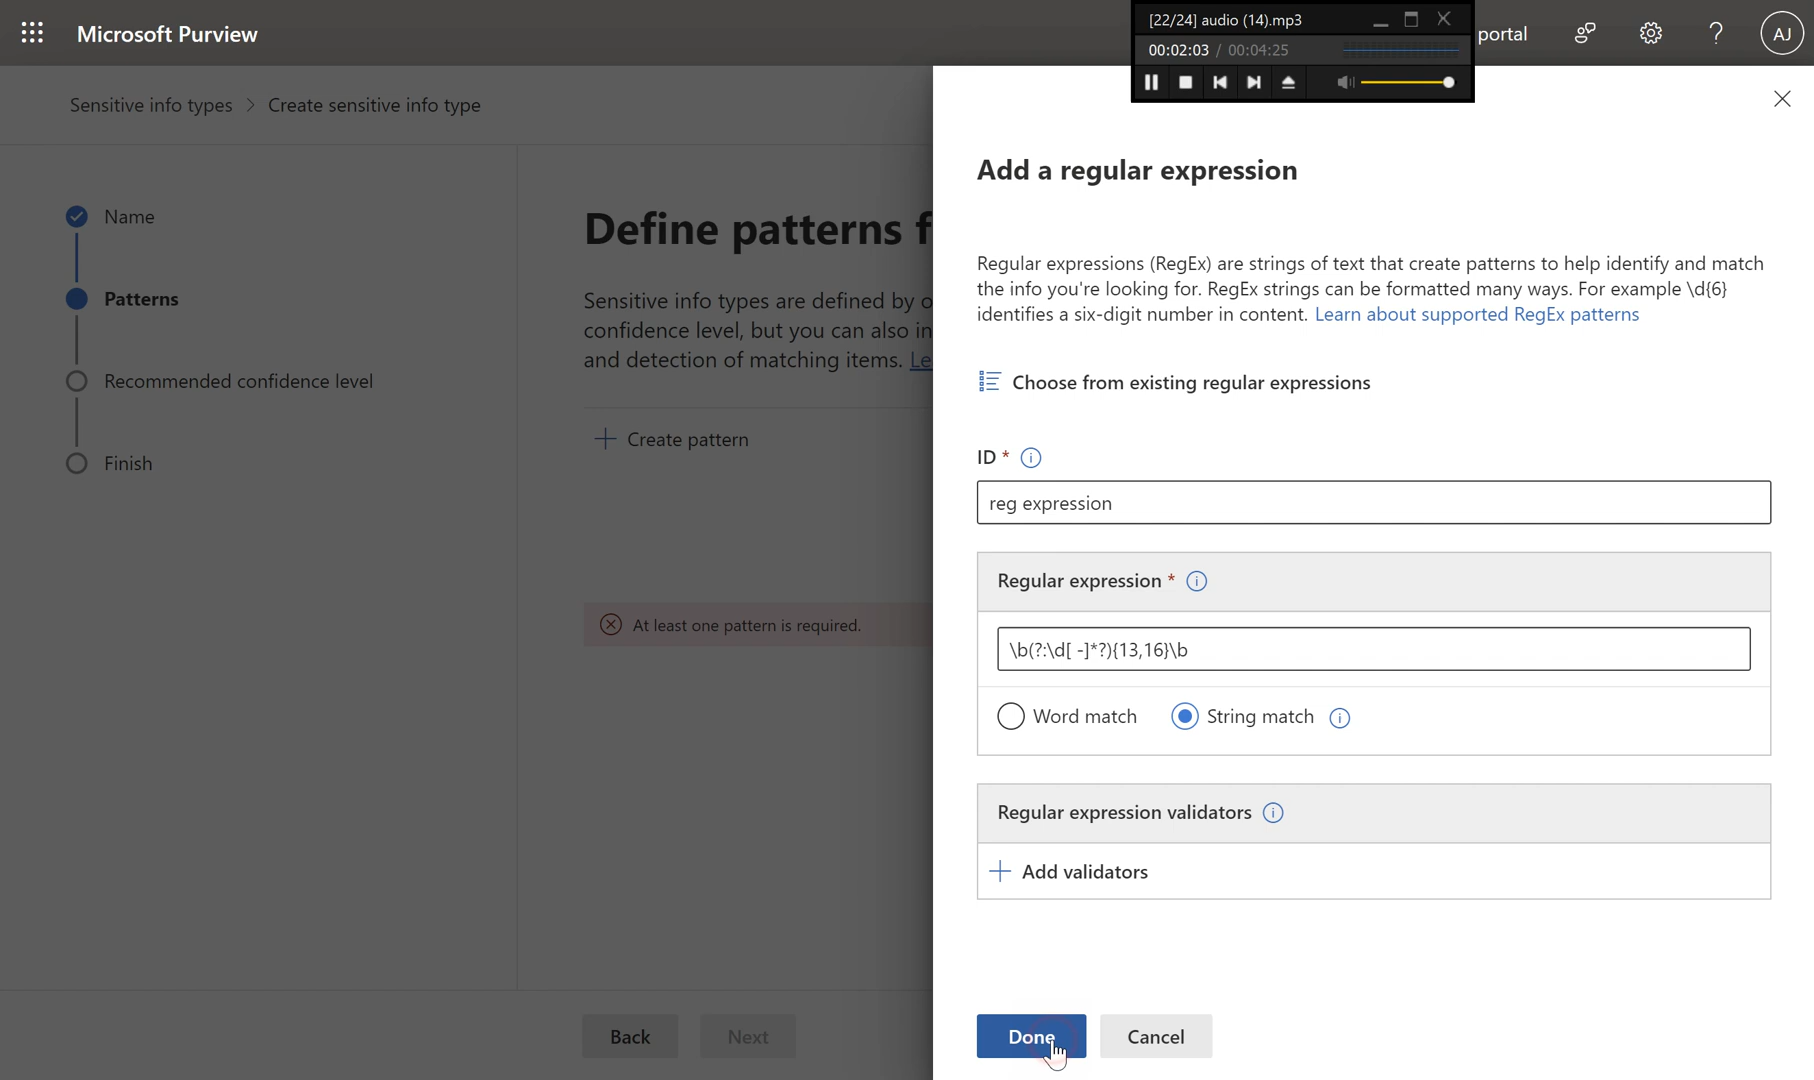 Microsoft Purview
[22/24] audio (14).mp3
00:02:03 / 00:04:25
portal
?
AJ
Sensitive info types > Create sensitive info type
Name
Patterns
Recommended confidence level
Finish
Define patterns f
Sensitive info types are defined by o
confidence level, but you can also in
and detection of matching items. Le
Create pattern
At least one pattern is required.
Back
Next
Add a regular expression
Regular expressions (RegEx) are strings of text that create patterns to help identify and match
the info you're looking for. RegEx strings can be formatted many ways. For example \d{6}
identifies a six-digit number in content. Learn about supported RegEx patterns
Choose from existing regular expressions
ID *
reg expression
Regular expression *
\b(?:\d[ -]*?){13,16}\b
Word match
String match
Regular expression validators
Add validators
Done
Cancel